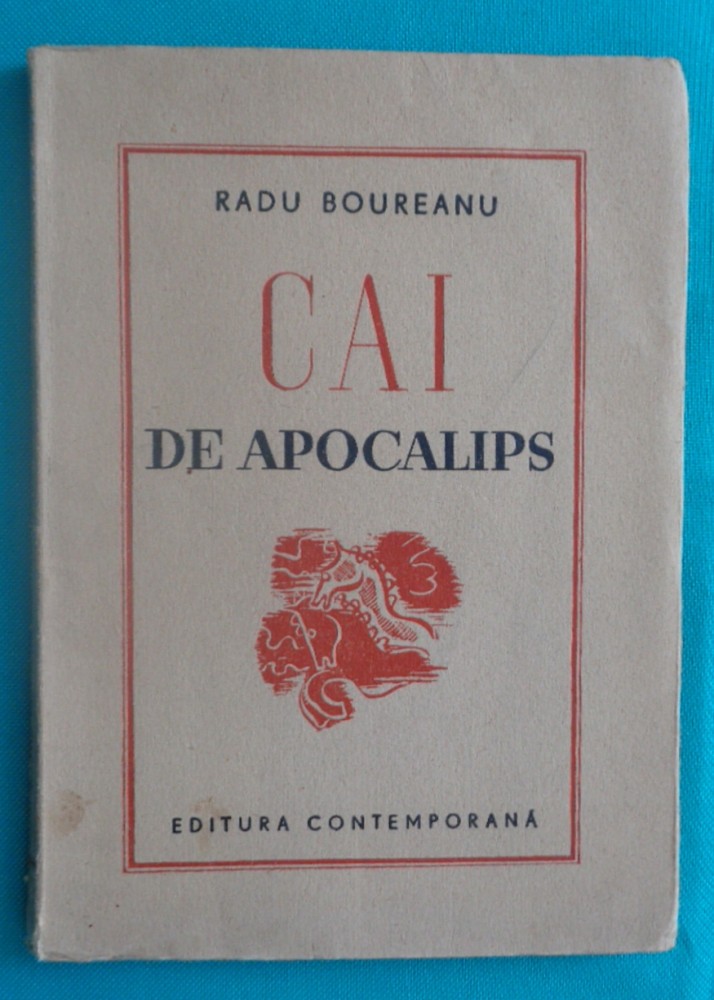 RADU BOUREANU
CAI
DE APOCALIPS
EDITURA CONTEMPORANĂ